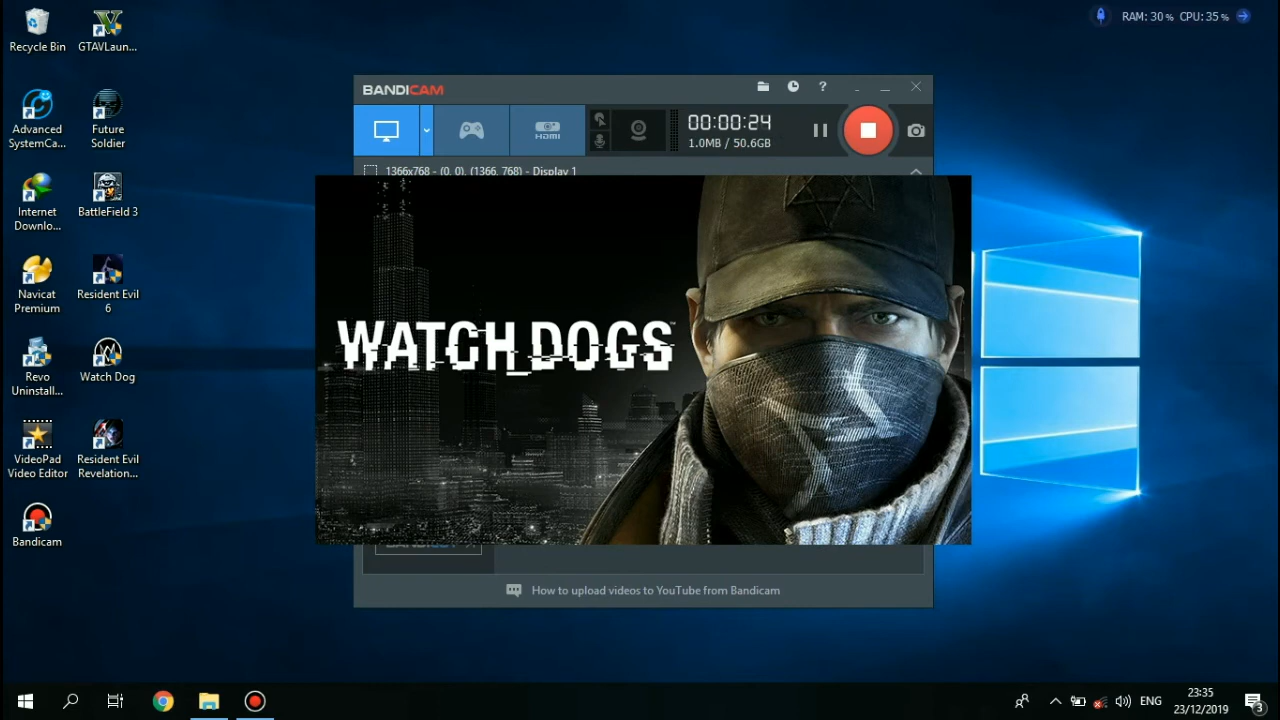 Recycle Bin
GTAVLaun...
RAM: 30 % CPU: 35 %
Advanced
SystemCa...
Future
Soldier
Internet
Downlo...
BattleField 3
Navicat
Premium
Resident Evil
6
Revo
Uninstall...
Watch Dog
VideoPad
Video Editor
Resident Evil
Revelation...
Bandicam
BANDICAM
?
HDMI
00:00:24
1.0MB / 50.6GB
1366x768 - (0, 0), (1366, 768) - Display 1
WATCH_DOGS™
How to upload videos to YouTube from Bandicam
ENG
23:35
23/12/2019
3